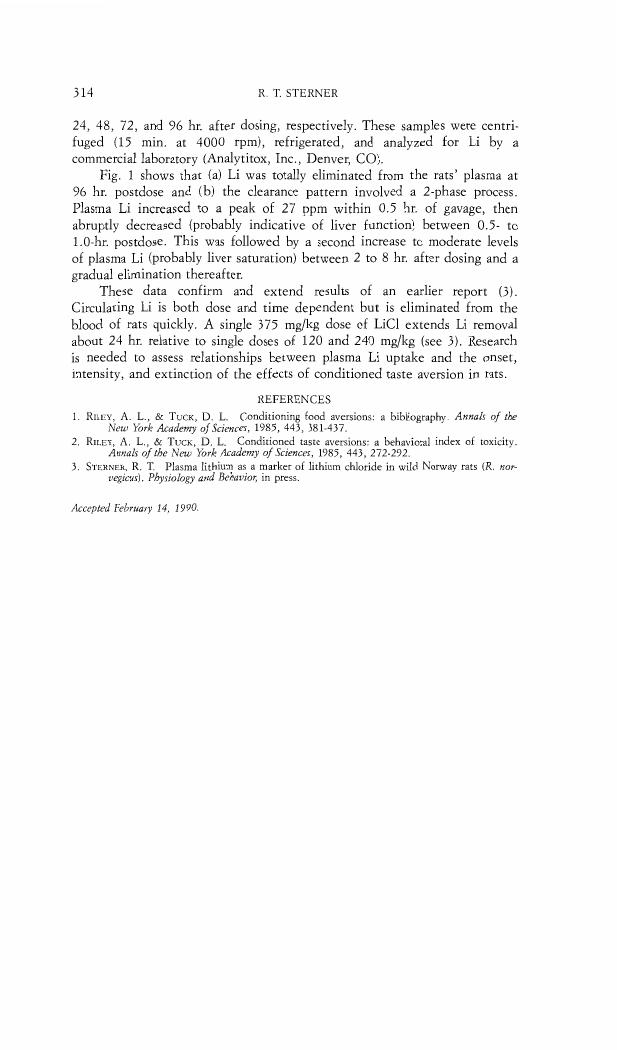 314
R. T. STERNER
24, 48, 72, and 96 hr. after dosing, respectively. These samples were centri-
fuged (15 min. at 4000 rpm), refrigerated, and analyzed for Li by a
commercial laboratory (Analytitox, Inc., Denver, CO).
Fig. 1 shows that (a) Li was totally eliminated from the rats' plasma at
96 hr. postdose and (b) the clearance pattern involved a 2-phase process.
Plasma Li increased to a peak of 27 ppm within 0.5 hr. of gavage, then
abruptly decreased (probably indicative of liver function) between 0.5- to
1.0-hr. postdose. This was followed by a second increase to moderate levels
of plasma Li (probably liver saturation) between 2 to 8 hr. after dosing and a
gradual elimination thereafter.
These data confirm and extend results of an earlier report (3).
Circulating Li is both dose and time dependent but is eliminated from the
blood of rats quickly. A single 375 mg/kg dose of LiCl extends Li removal
about 24 hr. relative to single doses of 120 and 240 mg/kg (see 3). Research
is needed to assess relationships between plasma Li uptake and the onset,
intensity, and extinction of the effects of conditioned taste aversion in rats.
REFERENCES
1. RILEY, A. L., & TUCK, D. L. Conditioning food aversions: a bibliography. Annals of the
New York Academy of Sciences, 1985, 443, 381-437.
2. RILEY, A. L., & TUCK, D. L. Conditioned taste aversions: a behavioral index of toxicity.
Annals of the New York Academy of Sciences, 1985, 443, 272-292.
3. STERNER, R. T. Plasma lithium as a marker of lithium chloride in wild Norway rats (R. nor-
vegicus). Physiology and Behavior, in press.
Accepted February 14, 1990.